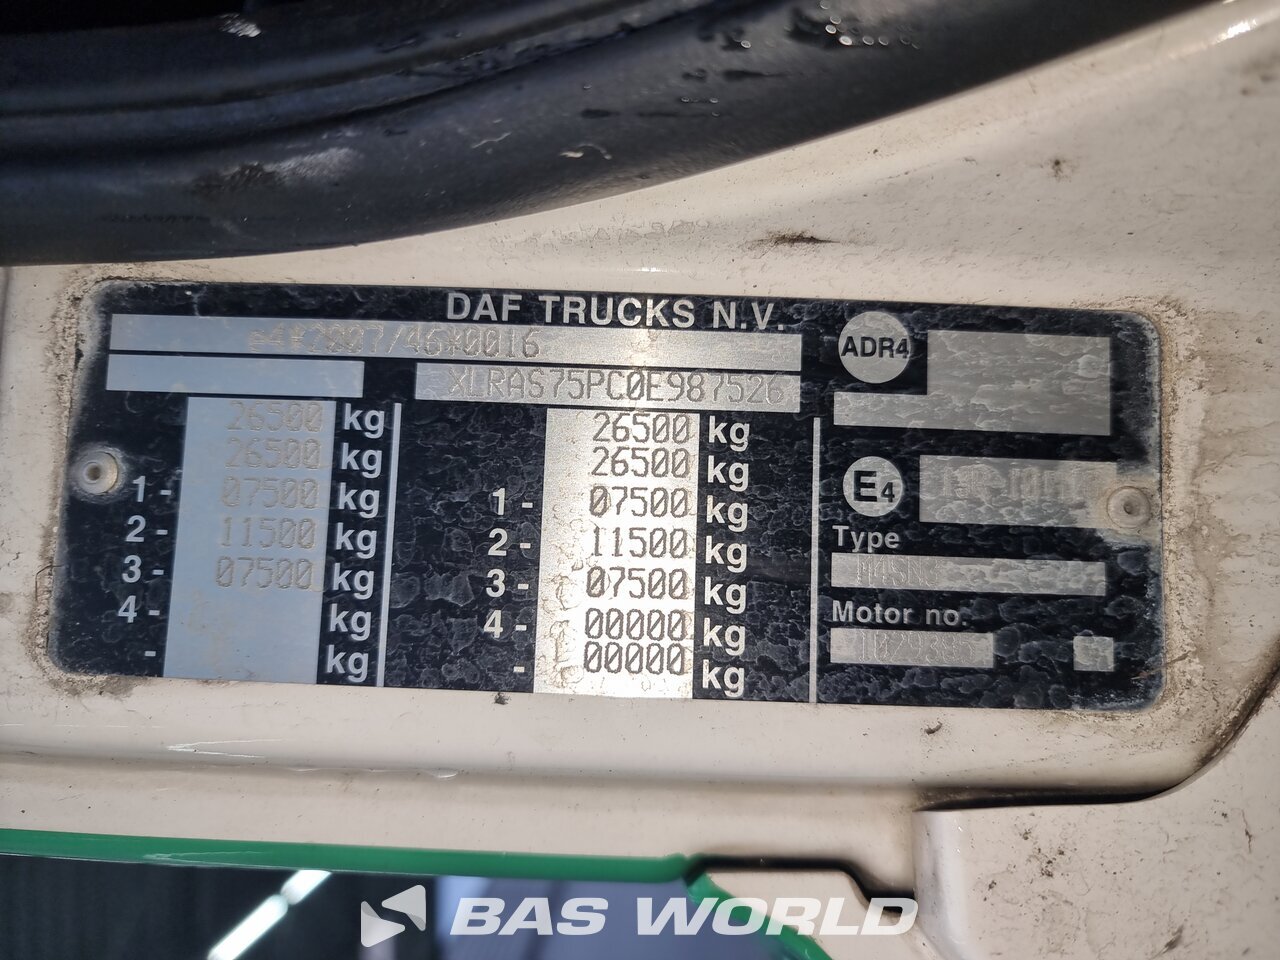 DAF TRUCKS N.V.
e4*2007/46*0016
XLRAS75PC0E987526
ADR4
26500 kg
26500 kg
1- 07500 kg
2- 11500 kg
3- 07500 kg
4- kg
- kg
26500 kg
26500 kg
1- 07500 kg
2- 11500 kg
3- 07500 kg
4- 00000 kg
- 00000 kg
E4
Type
Motor no.
BAS WORLD